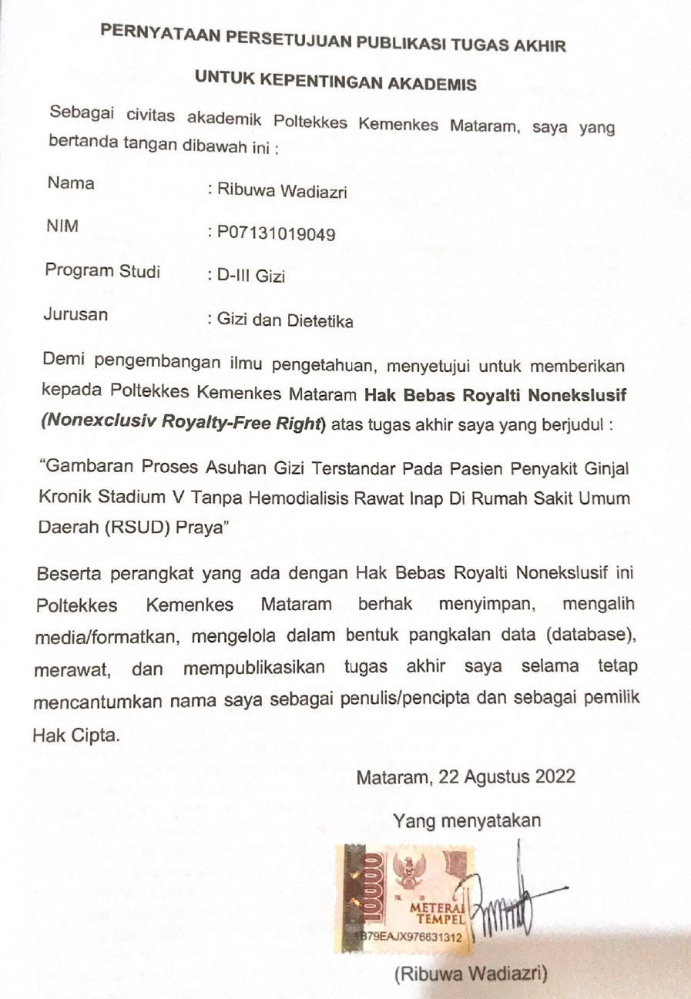 PERNYATAAN PERSETUJUAN PUBLIKASI TUGAS AKHIR
UNTUK KEPENTINGAN AKADEMIS
Sebagai civitas akademik Poltekkes Kemenkes Mataram, saya yang
bertanda tangan dibawah ini :
Nama : Ribuwa Wadiazri
NIM : P07131019049
Program Studi : D-III Gizi
Jurusan : Gizi dan Dietetika
Demi pengembangan ilmu pengetahuan, menyetujui untuk memberikan
kepada Poltekkes Kemenkes Mataram Hak Bebas Royalti Nonekslusif
(Nonexclusiv Royalty-Free Right) atas tugas akhir saya yang berjudul :
“Gambaran Proses Asuhan Gizi Terstandar Pada Pasien Penyakit Ginjal
Kronik Stadium V Tanpa Hemodialisis Rawat Inap Di Rumah Sakit Umum
Daerah (RSUD) Praya”
Beserta perangkat yang ada dengan Hak Bebas Royalti Nonekslusif ini
Poltekkes Kemenkes Mataram berhak menyimpan, mengalih
media/formatkan, mengelola dalam bentuk pangkalan data (database),
merawat, dan mempublikasikan tugas akhir saya selama tetap
mencantumkan nama saya sebagai penulis/pencipta dan sebagai pemilik
Hak Cipta.
Mataram, 22 Agustus 2022
Yang menyatakan
10000
METERAI
TEMPEL
B79EAJX976631312
(Ribuwa Wadiazri)